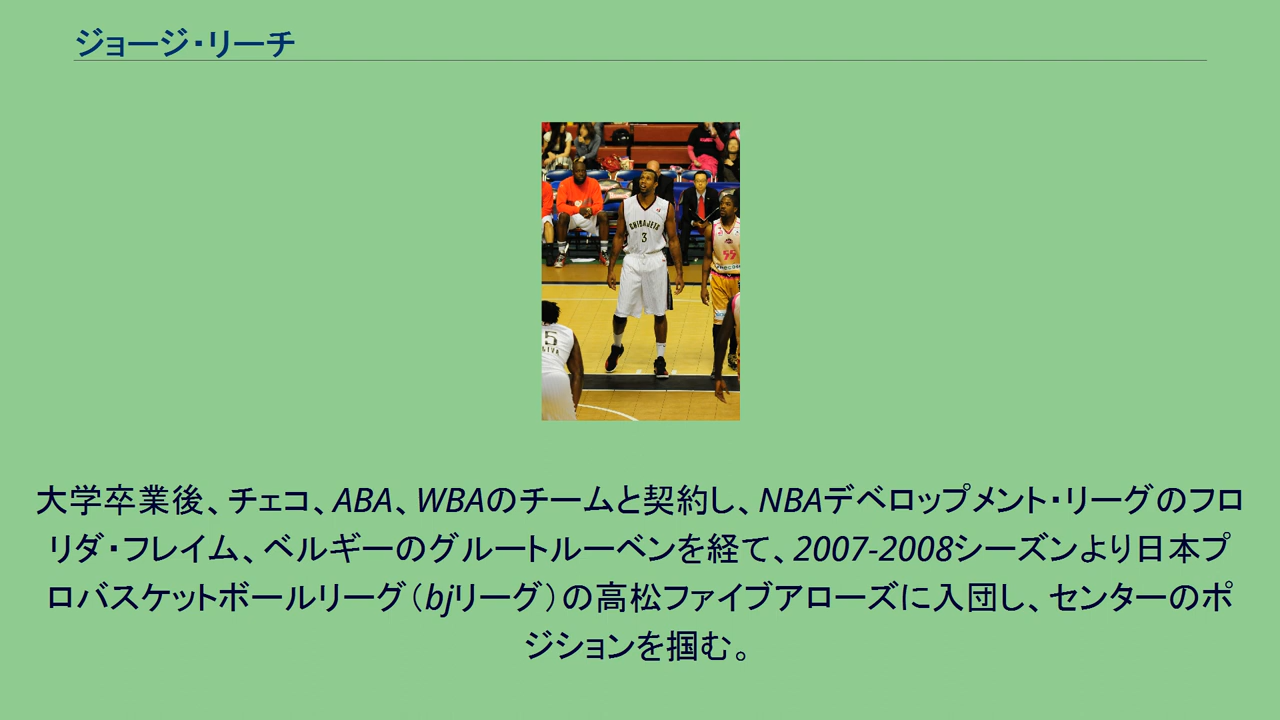 ジョージ・リーチ
CHIBAJETS
3
55
5
大学卒業後、チェコ、ABA、WBAのチームと契約し、NBAデベロップメント・リーグのフロ
リダ・フレイム、ベルギーのグルートルーベンを経て、2007-2008シーズンより日本プ
ロバスケットボールリーグ（bjリーグ）の高松ファイブアローズに入団し、センターのポ
ジションを掴む。